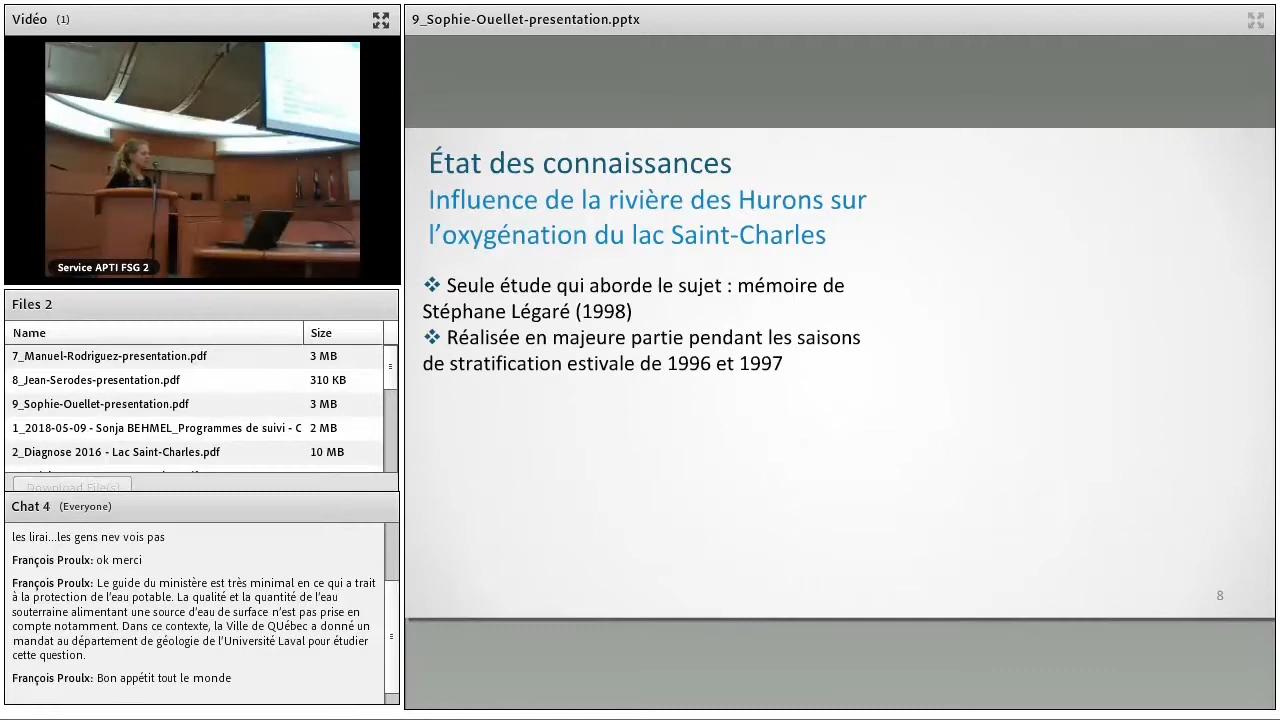 Vidéo (1)
Service APTI FSG 2
Files 2
Name Size
7_Manuel-Rodriguez-presentation.pdf 3 MB
8_Jean-Serodes-presentation.pdf 310 KB
9_Sophie-Ouellet-presentation.pdf 3 MB
1_2018-05-09 - Sonja BEHMEL_Programmes de suivi - C 2 MB
2_Diagnose 2016 - Lac Saint-Charles.pdf 10 MB
Download File(s)
Chat 4 (Everyone)
les lirai...les gens nev vois pas
François Proulx: ok merci
François Proulx: Le guide du ministère est très minimal en ce qui a trait
à la protection de l'eau potable. La qualité et la quantité de l'eau
souterraine alimentant une source d'eau de surface n'est pas prise en
compte notamment. Dans ce contexte, la Ville de QUébec a donné un
mandat au département de géologie de l'Université Laval pour étudier
cette question.
François Proulx: Bon appétit tout le monde
9_Sophie-Ouellet-presentation.pptx
État des connaissances
Influence de la rivière des Hurons sur
l'oxygénation du lac Saint-Charles
❖ Seule étude qui aborde le sujet : mémoire de
Stéphane Légaré (1998)
❖ Réalisée en majeure partie pendant les saisons
de stratification estivale de 1996 et 1997
8